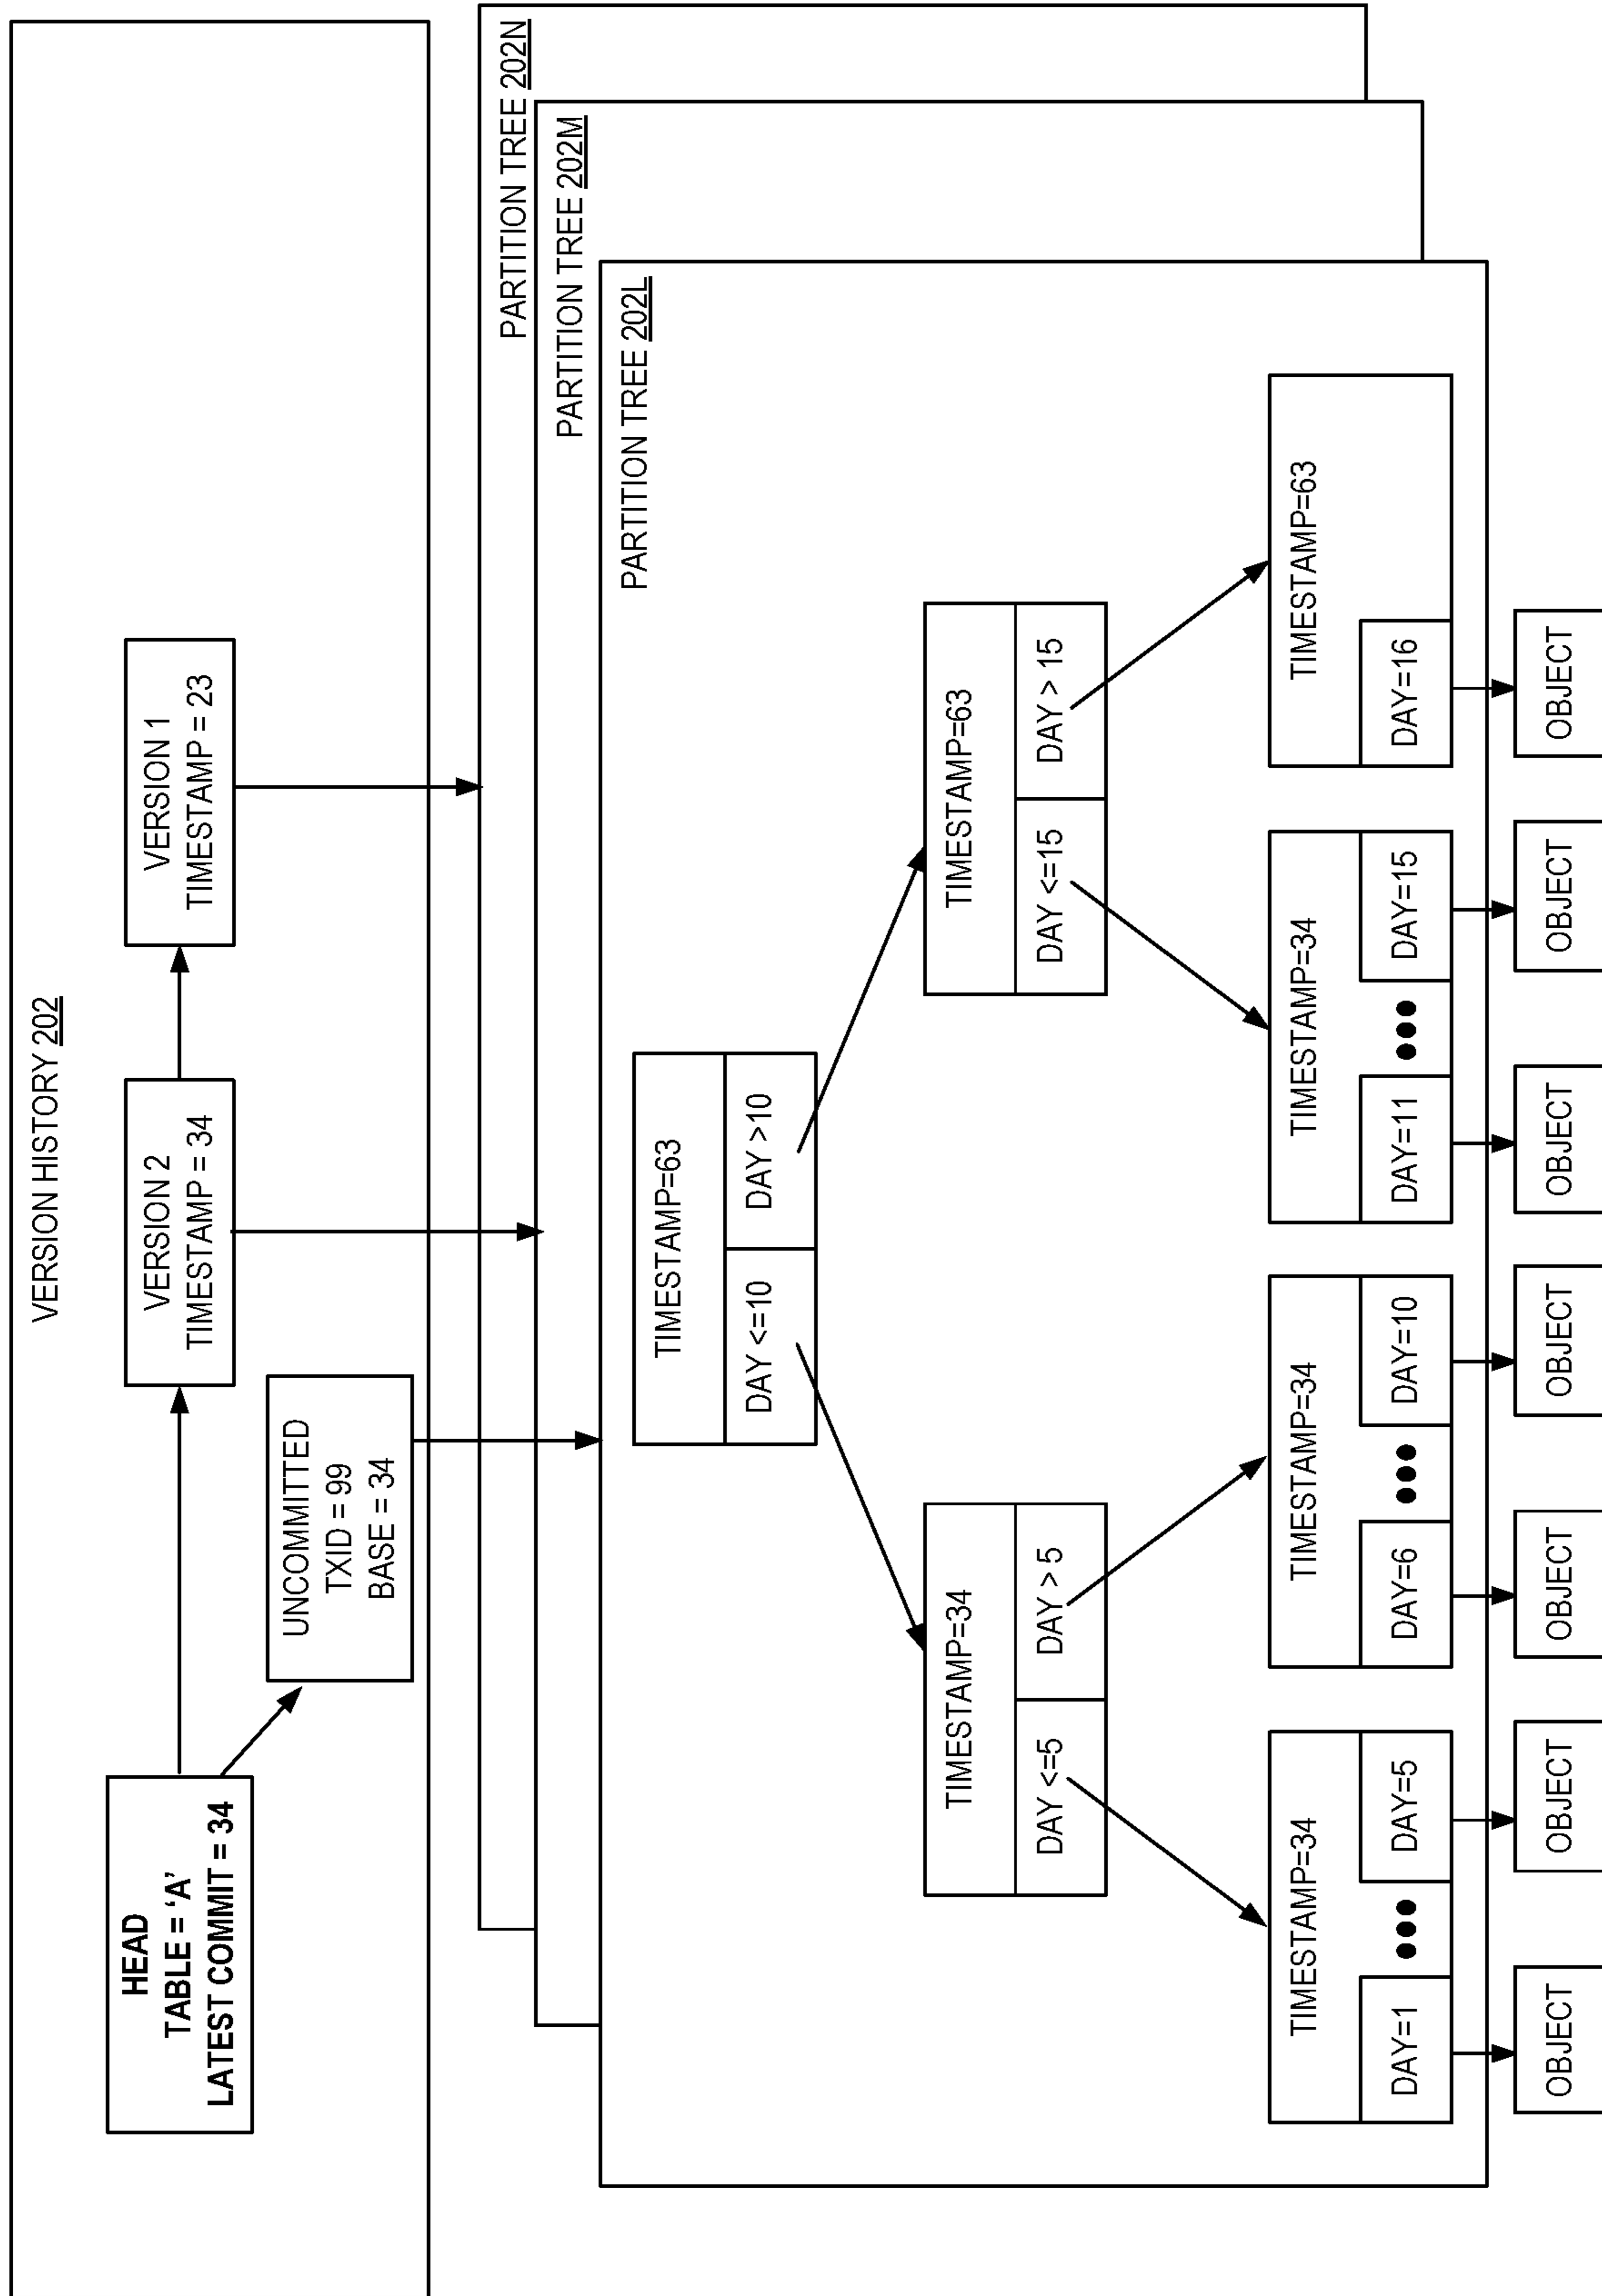 VERSION HISTORY 202
HEAD
TABLE = ‘A’
LATEST COMMIT = 34
VERSION 2
TIMESTAMP = 34
VERSION 1
TIMESTAMP = 23
UNCOMMITTED
TXID = 99
BASE = 34
PARTITION TREE 202N
PARTITION TREE 202M
PARTITION TREE 202L
TIMESTAMP=63
DAY <=10
DAY >10
TIMESTAMP=34
DAY <=5
DAY > 5
TIMESTAMP=63
DAY <=15
DAY > 15
TIMESTAMP=34
DAY=1
DAY=5
TIMESTAMP=34
DAY=6
DAY=10
TIMESTAMP=34
DAY=11
DAY=15
TIMESTAMP=63
DAY=16
OBJECT
OBJECT
OBJECT
OBJECT
OBJECT
OBJECT
OBJECT